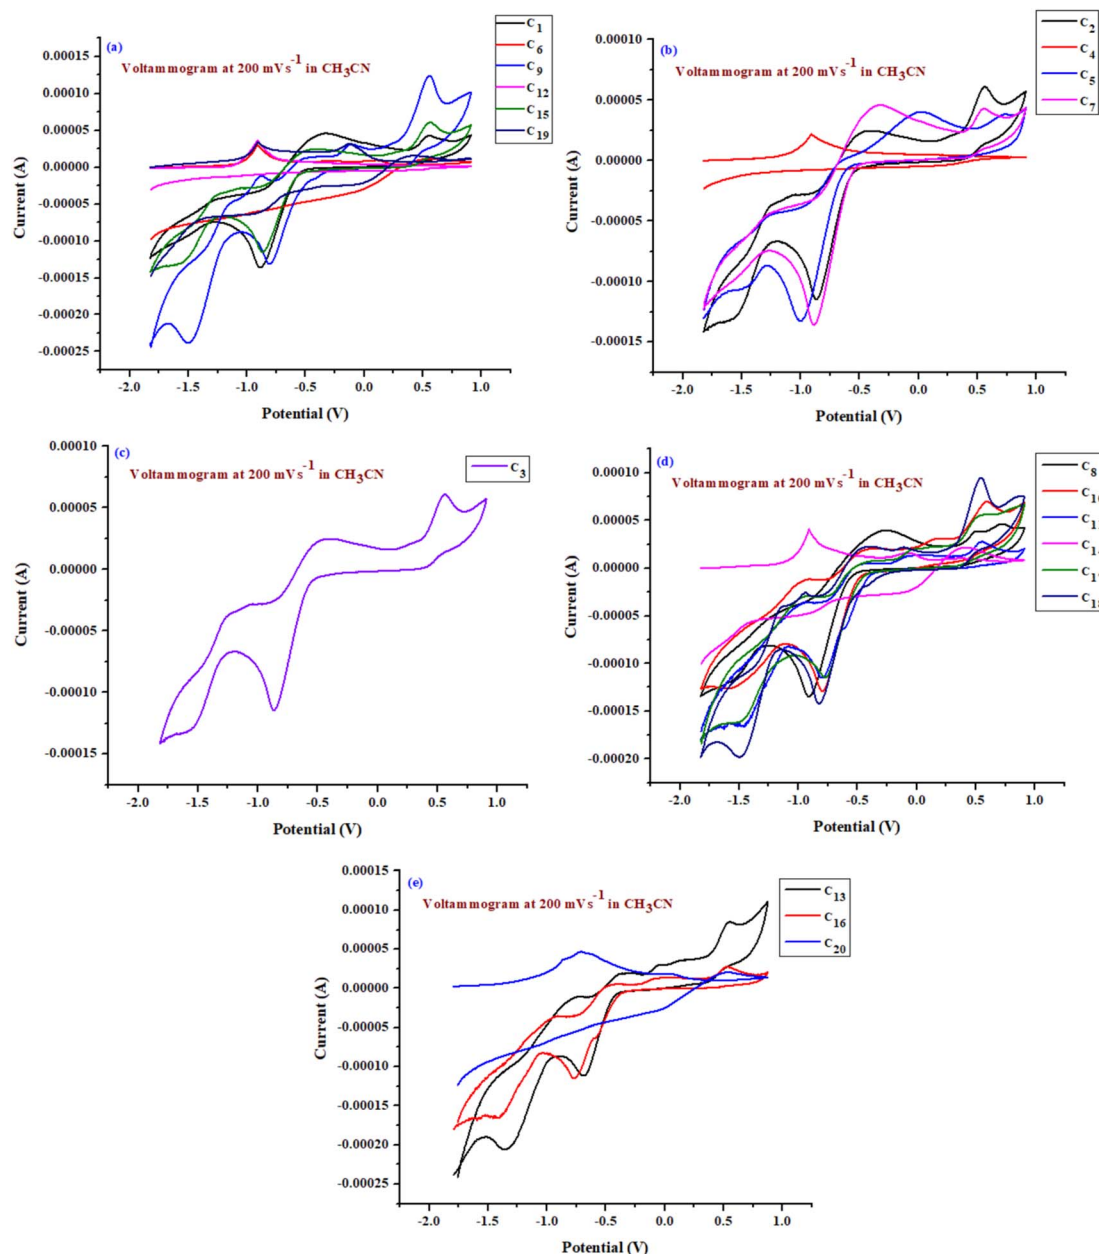 (a)
Voltammogram at 200 mVs-1 in CH3CN
C1
C6
C9
C12
C15
C19
0.00015
0.00010
0.00005
0.00000
-0.00005
-0.00010
-0.00015
-0.00020
-0.00025
Current (A)
-2.0 -1.5 -1.0 -0.5 0.0 0.5 1.0
Potential (V)
(b)
Voltammogram at 200 mVs-1 in CH3CN
C2
C4
C5
C7
0.00010
0.00005
0.00000
-0.00005
-0.00010
-0.00015
Current (A)
-2.0 -1.5 -1.0 -0.5 0.0 0.5 1.0
Potential (V)
(c)
Voltammogram at 200 mVs-1 in CH3CN
C3
0.00010
0.00005
0.00000
-0.00005
-0.00010
-0.00015
Current (A)
-2.0 -1.5 -1.0 -0.5 0.0 0.5 1.0
Potential (V)
(d)
Voltammogram at 200 mVs-1 in CH3CN
C8
0.00010
0.00005
0.00000
-0.00005
-0.00010
-0.00015
-0.00020
Current (A)
-2.0 -1.5 -1.0 -0.5 0.0 0.5 1.0
Potential (V)
(e)
Voltammogram at 200 mVs-1 in CH3CN
C13
C16
C20
0.00015
0.00010
0.00005
0.00000
-0.00005
-0.00010
-0.00015
-0.00020
-0.00025
Current (A)
-2.0 -1.5 -1.0 -0.5 0.0 0.5 1.0
Potential (V)